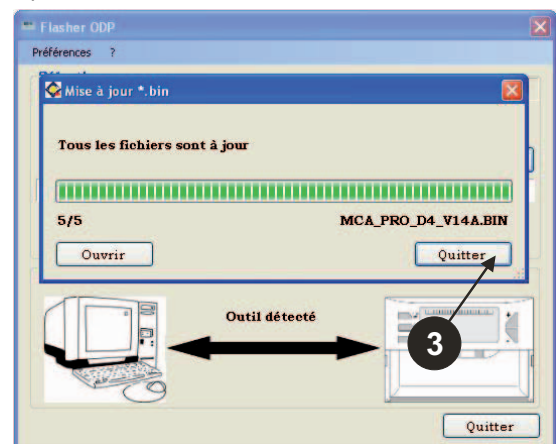 Flasher ODP
Préférences ?
Mise à jour *.bin
Tous les fichiers sont à jour
5/5 MCA_PRO_D4_V14A.BIN
Ouvrir Quitter
Outil détecté
3
Quitter